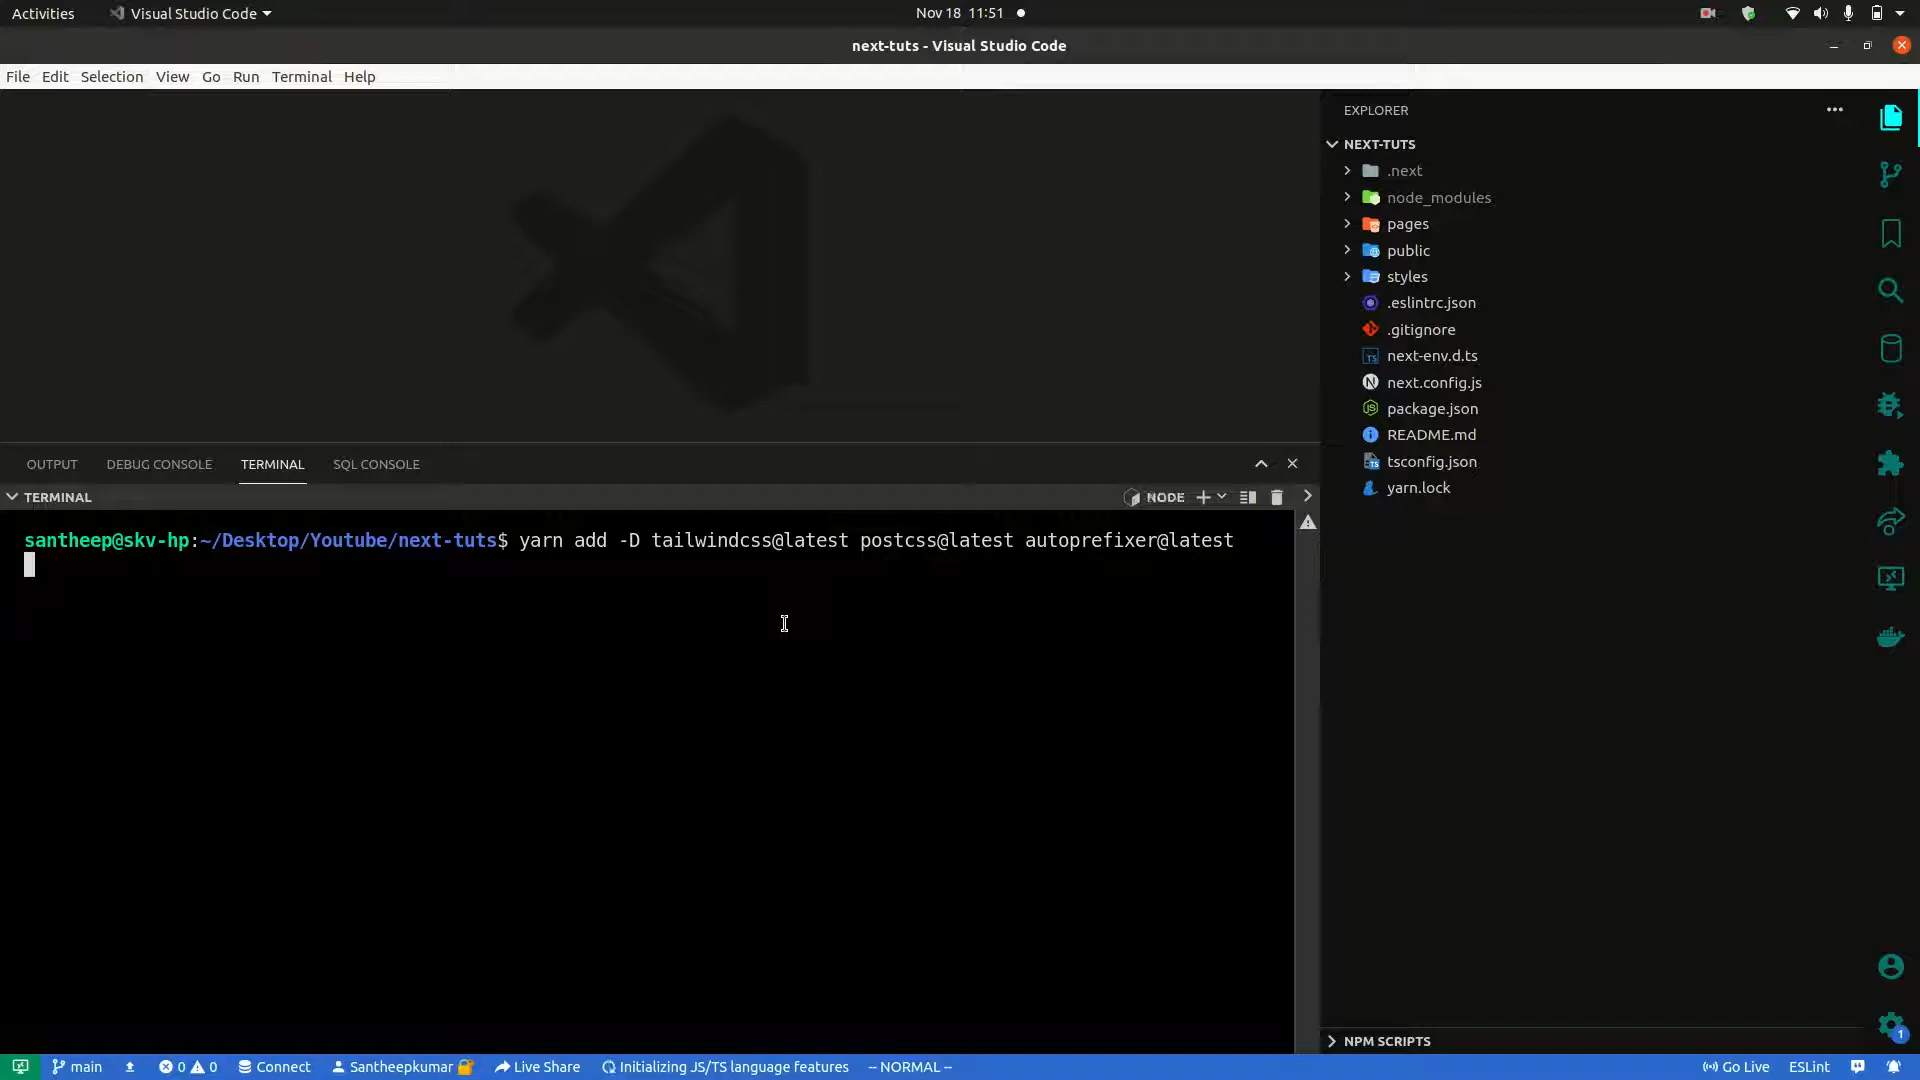 Activities
Visual Studio Code
Nov 18 11:51
next-tuts - Visual Studio Code
File Edit Selection View Go Run Terminal Help
EXPLORER
NEXT-TUTS
.next
node_modules
pages
public
styles
.eslintrc.json
.gitignore
next-env.d.ts
next.config.js
package.json
README.md
tsconfig.json
yarn.lock
OUTPUT DEBUG CONSOLE TERMINAL SQL CONSOLE
TERMINAL
NODE
santheep@skv-hp:~/Desktop/Youtube/next-tuts$ yarn add -D tailwindcss@latest postcss@latest autoprefixer@latest
NPM SCRIPTS
1
main 0 0 Connect Santheepkumar Live Share Initializing JS/TS language features -- NORMAL -- Go Live ESLint